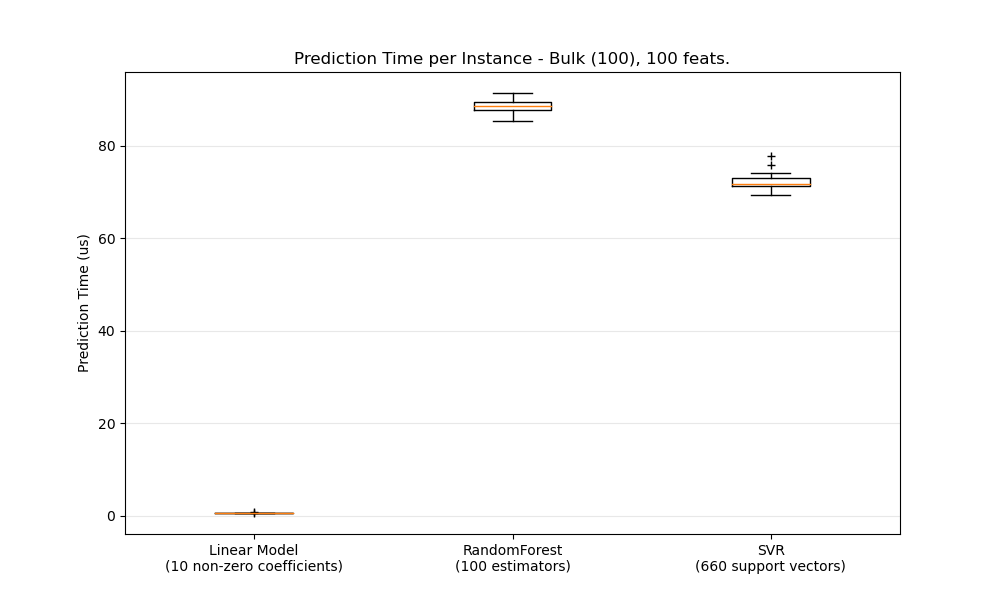 Prediction Time per Instance - Bulk (100), 100 feats.
Prediction Time (us)
80
60
40
20
0
Linear Model
(10 non-zero coefficients)
RandomForest
(100 estimators)
SVR
(660 support vectors)